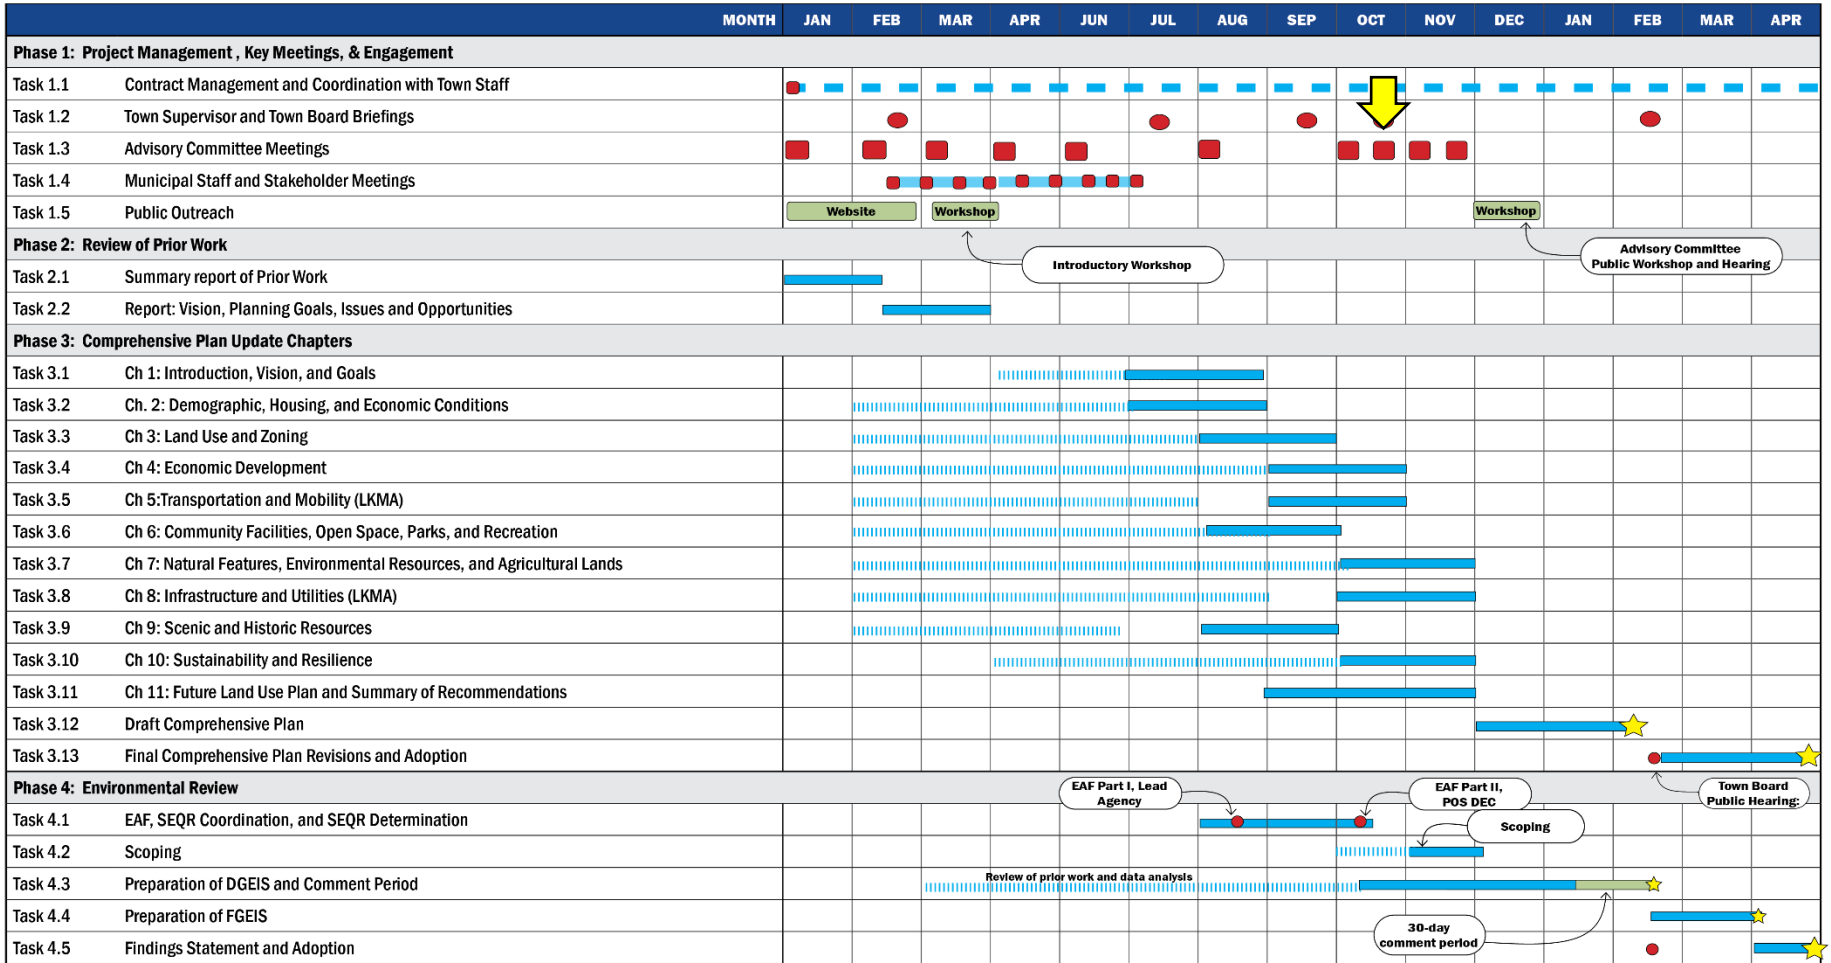 MONTH JAN FEB MAR APR JUN JUL AUG SEP OCT NOV DEC JAN FEB MAR APR
Phase 1: Project Management , Key Meetings, & Engagement
Task 1.1 Contract Management and Coordination with Town Staff
Task 1.2 Town Supervisor and Town Board Briefings
Task 1.3 Advisory Committee Meetings
Task 1.4 Municipal Staff and Stakeholder Meetings
Task 1.5 Public Outreach Website Workshop Workshop
Phase 2: Review of Prior Work
Introductory Workshop
Advisory Committee
Public Workshop and Hearing
Task 2.1 Summary report of Prior Work
Task 2.2 Report: Vision, Planning Goals, Issues and Opportunities
Phase 3: Comprehensive Plan Update Chapters
Task 3.1 Ch 1: Introduction, Vision, and Goals
Task 3.2 Ch. 2: Demographic, Housing, and Economic Conditions
Task 3.3 Ch 3: Land Use and Zoning
Task 3.4 Ch 4: Economic Development
Task 3.5 Ch 5:Transportation and Mobility (LKMA)
Task 3.6 Ch 6: Community Facilities, Open Space, Parks, and Recreation
Task 3.7 Ch 7: Natural Features, Environmental Resources, and Agricultural Lands
Task 3.8 Ch 8: Infrastructure and Utilities (LKMA)
Task 3.9 Ch 9: Scenic and Historic Resources
Task 3.10 Ch 10: Sustainability and Resilience
Task 3.11 Ch 11: Future Land Use Plan and Summary of Recommendations
Task 3.12 Draft Comprehensive Plan
Task 3.13 Final Comprehensive Plan Revisions and Adoption
Phase 4: Environmental Review
EAF Part I, Lead
Agency
EAF Part II,
POS DEC
Town Board
Public Hearing:
Task 4.1 EAF, SEQR Coordination, and SEQR Determination
Scoping
Task 4.2 Scoping
Task 4.3 Preparation of DGEIS and Comment Period
Review of prior work and data analysis
Task 4.4 Preparation of FGEIS
30-day
comment period
Task 4.5 Findings Statement and Adoption